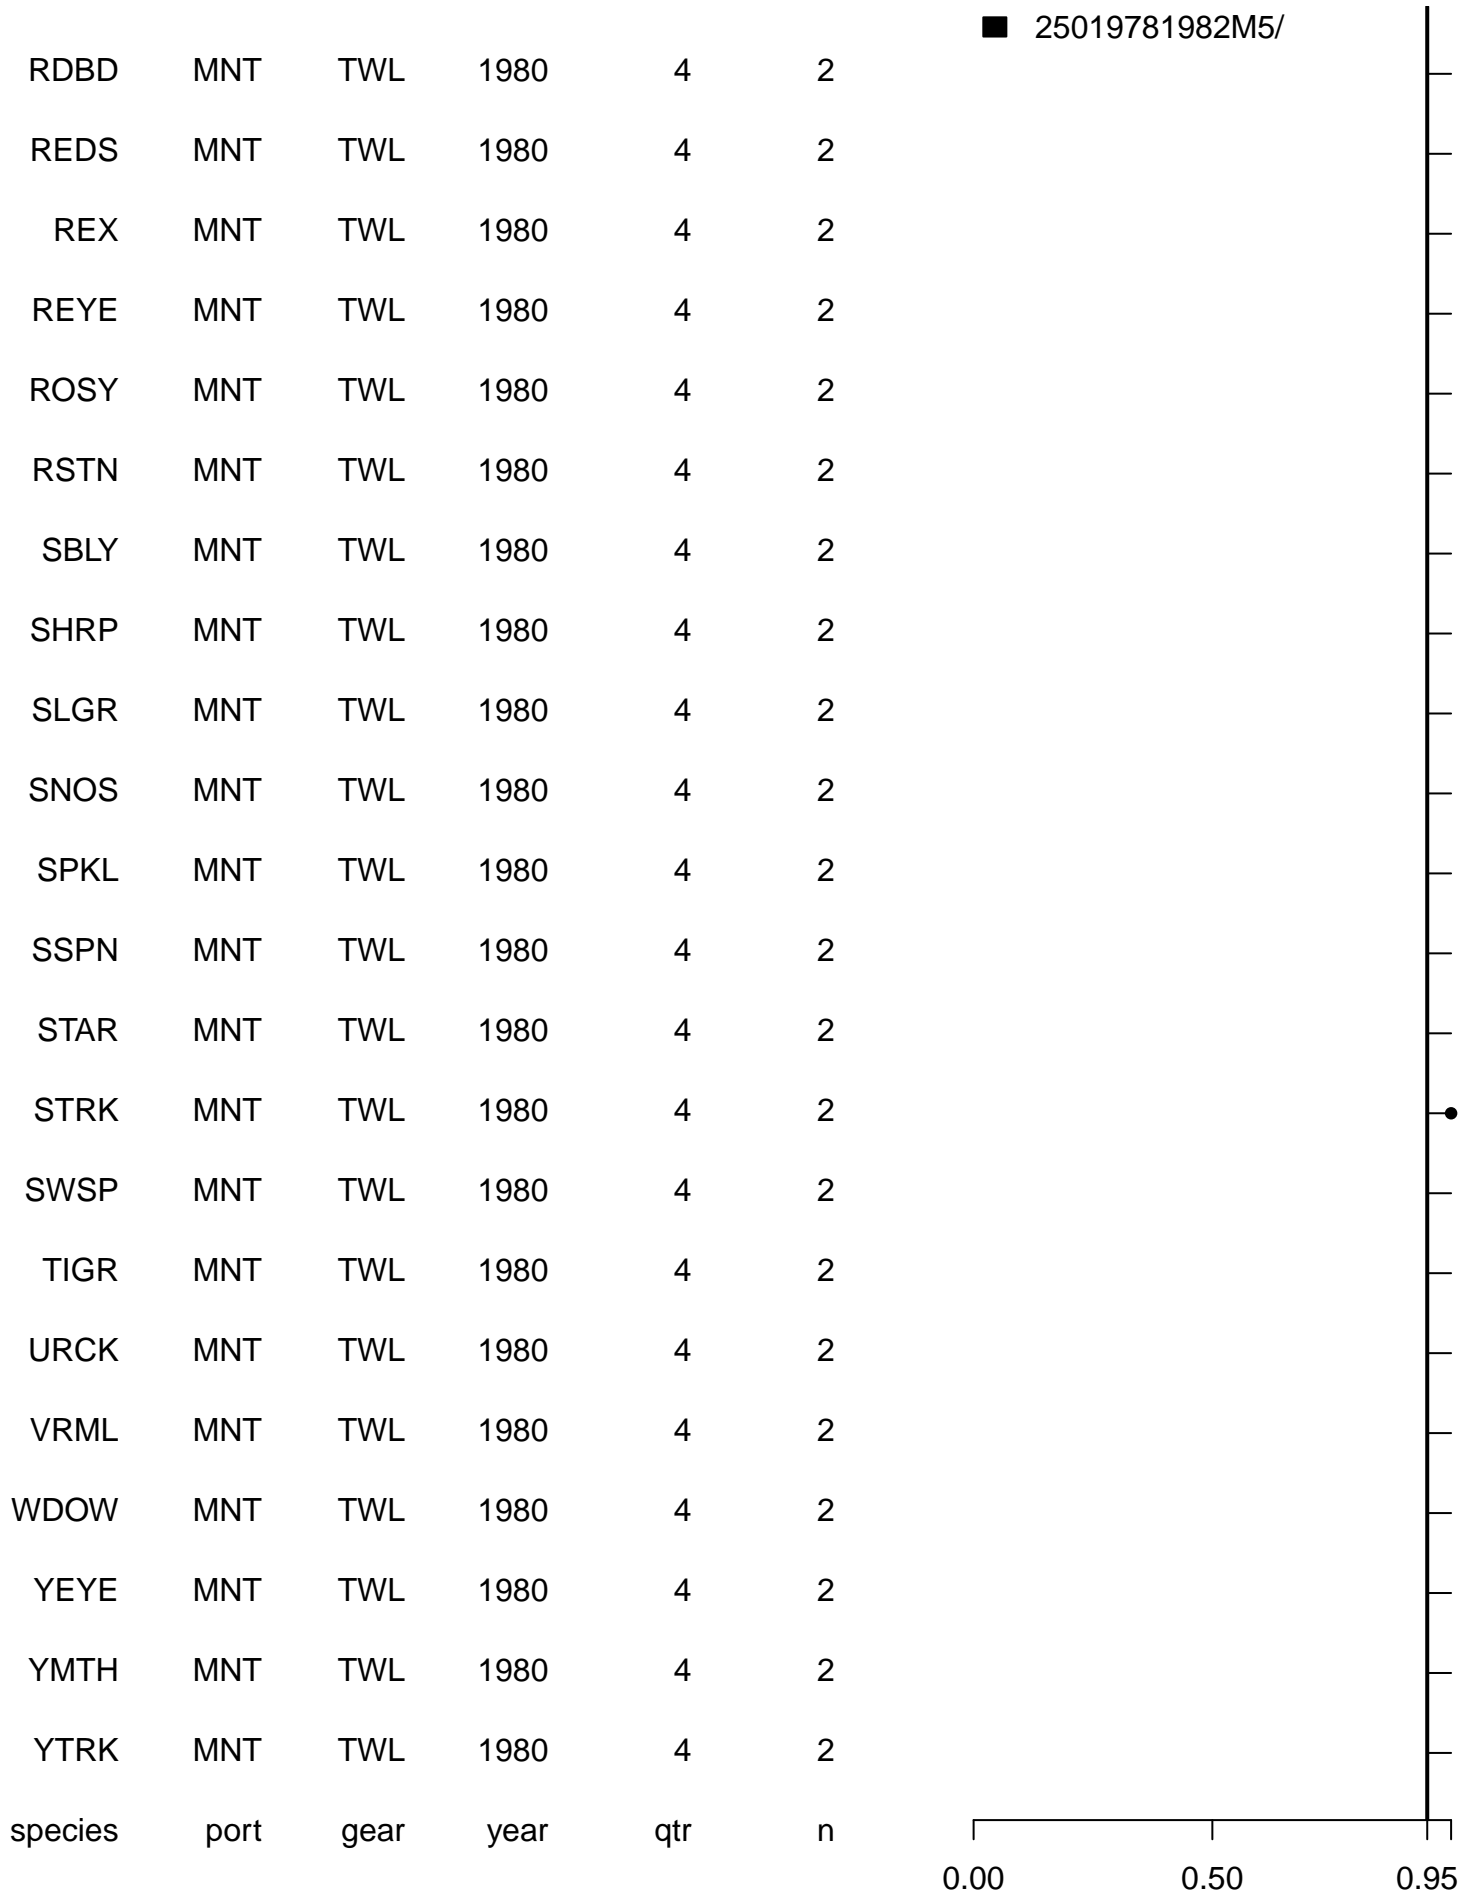 25019781982M5/
RDBD MNT TWL 1980 4 2
REDS MNT TWL 1980 4 2
REX MNT TWL 1980 4 2
REYE MNT TWL 1980 4 2
ROSY MNT TWL 1980 4 2
RSTN MNT TWL 1980 4 2
SBLY MNT TWL 1980 4 2
SHRP MNT TWL 1980 4 2
SLGR MNT TWL 1980 4 2
SNOS MNT TWL 1980 4 2
SPKL MNT TWL 1980 4 2
SSPN MNT TWL 1980 4 2
STAR MNT TWL 1980 4 2
STRK MNT TWL 1980 4 2
SWSP MNT TWL 1980 4 2
TIGR MNT TWL 1980 4 2
URCK MNT TWL 1980 4 2
VRML MNT TWL 1980 4 2
WDOW MNT TWL 1980 4 2
YEYE MNT TWL 1980 4 2
YMTH MNT TWL 1980 4 2
YTRK MNT TWL 1980 4 2
species port gear year qtr n
0.00 0.50 0.95